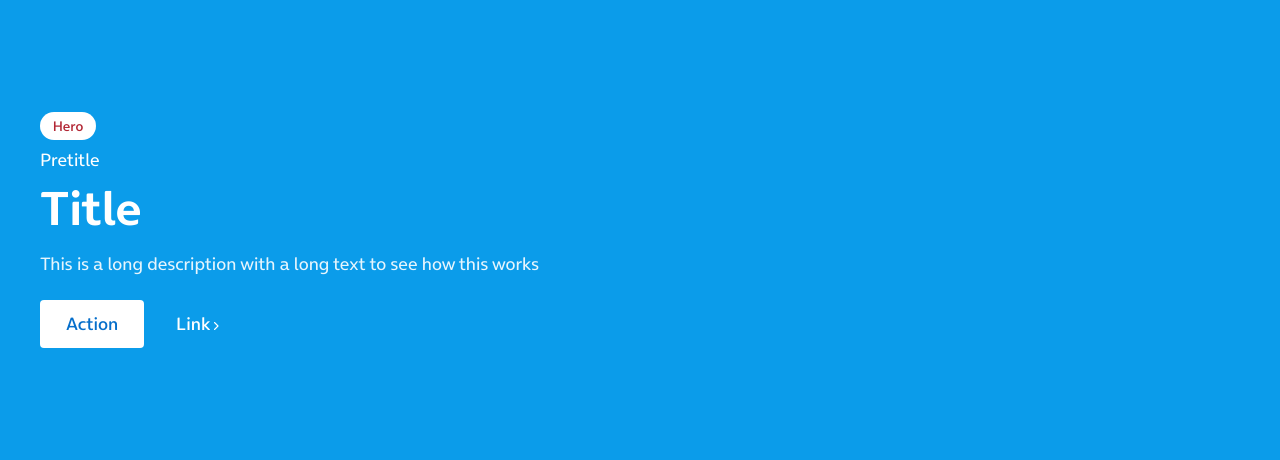 Hero
Pretitle
Title
This is a long description with a long text to see how this works
Action
Link